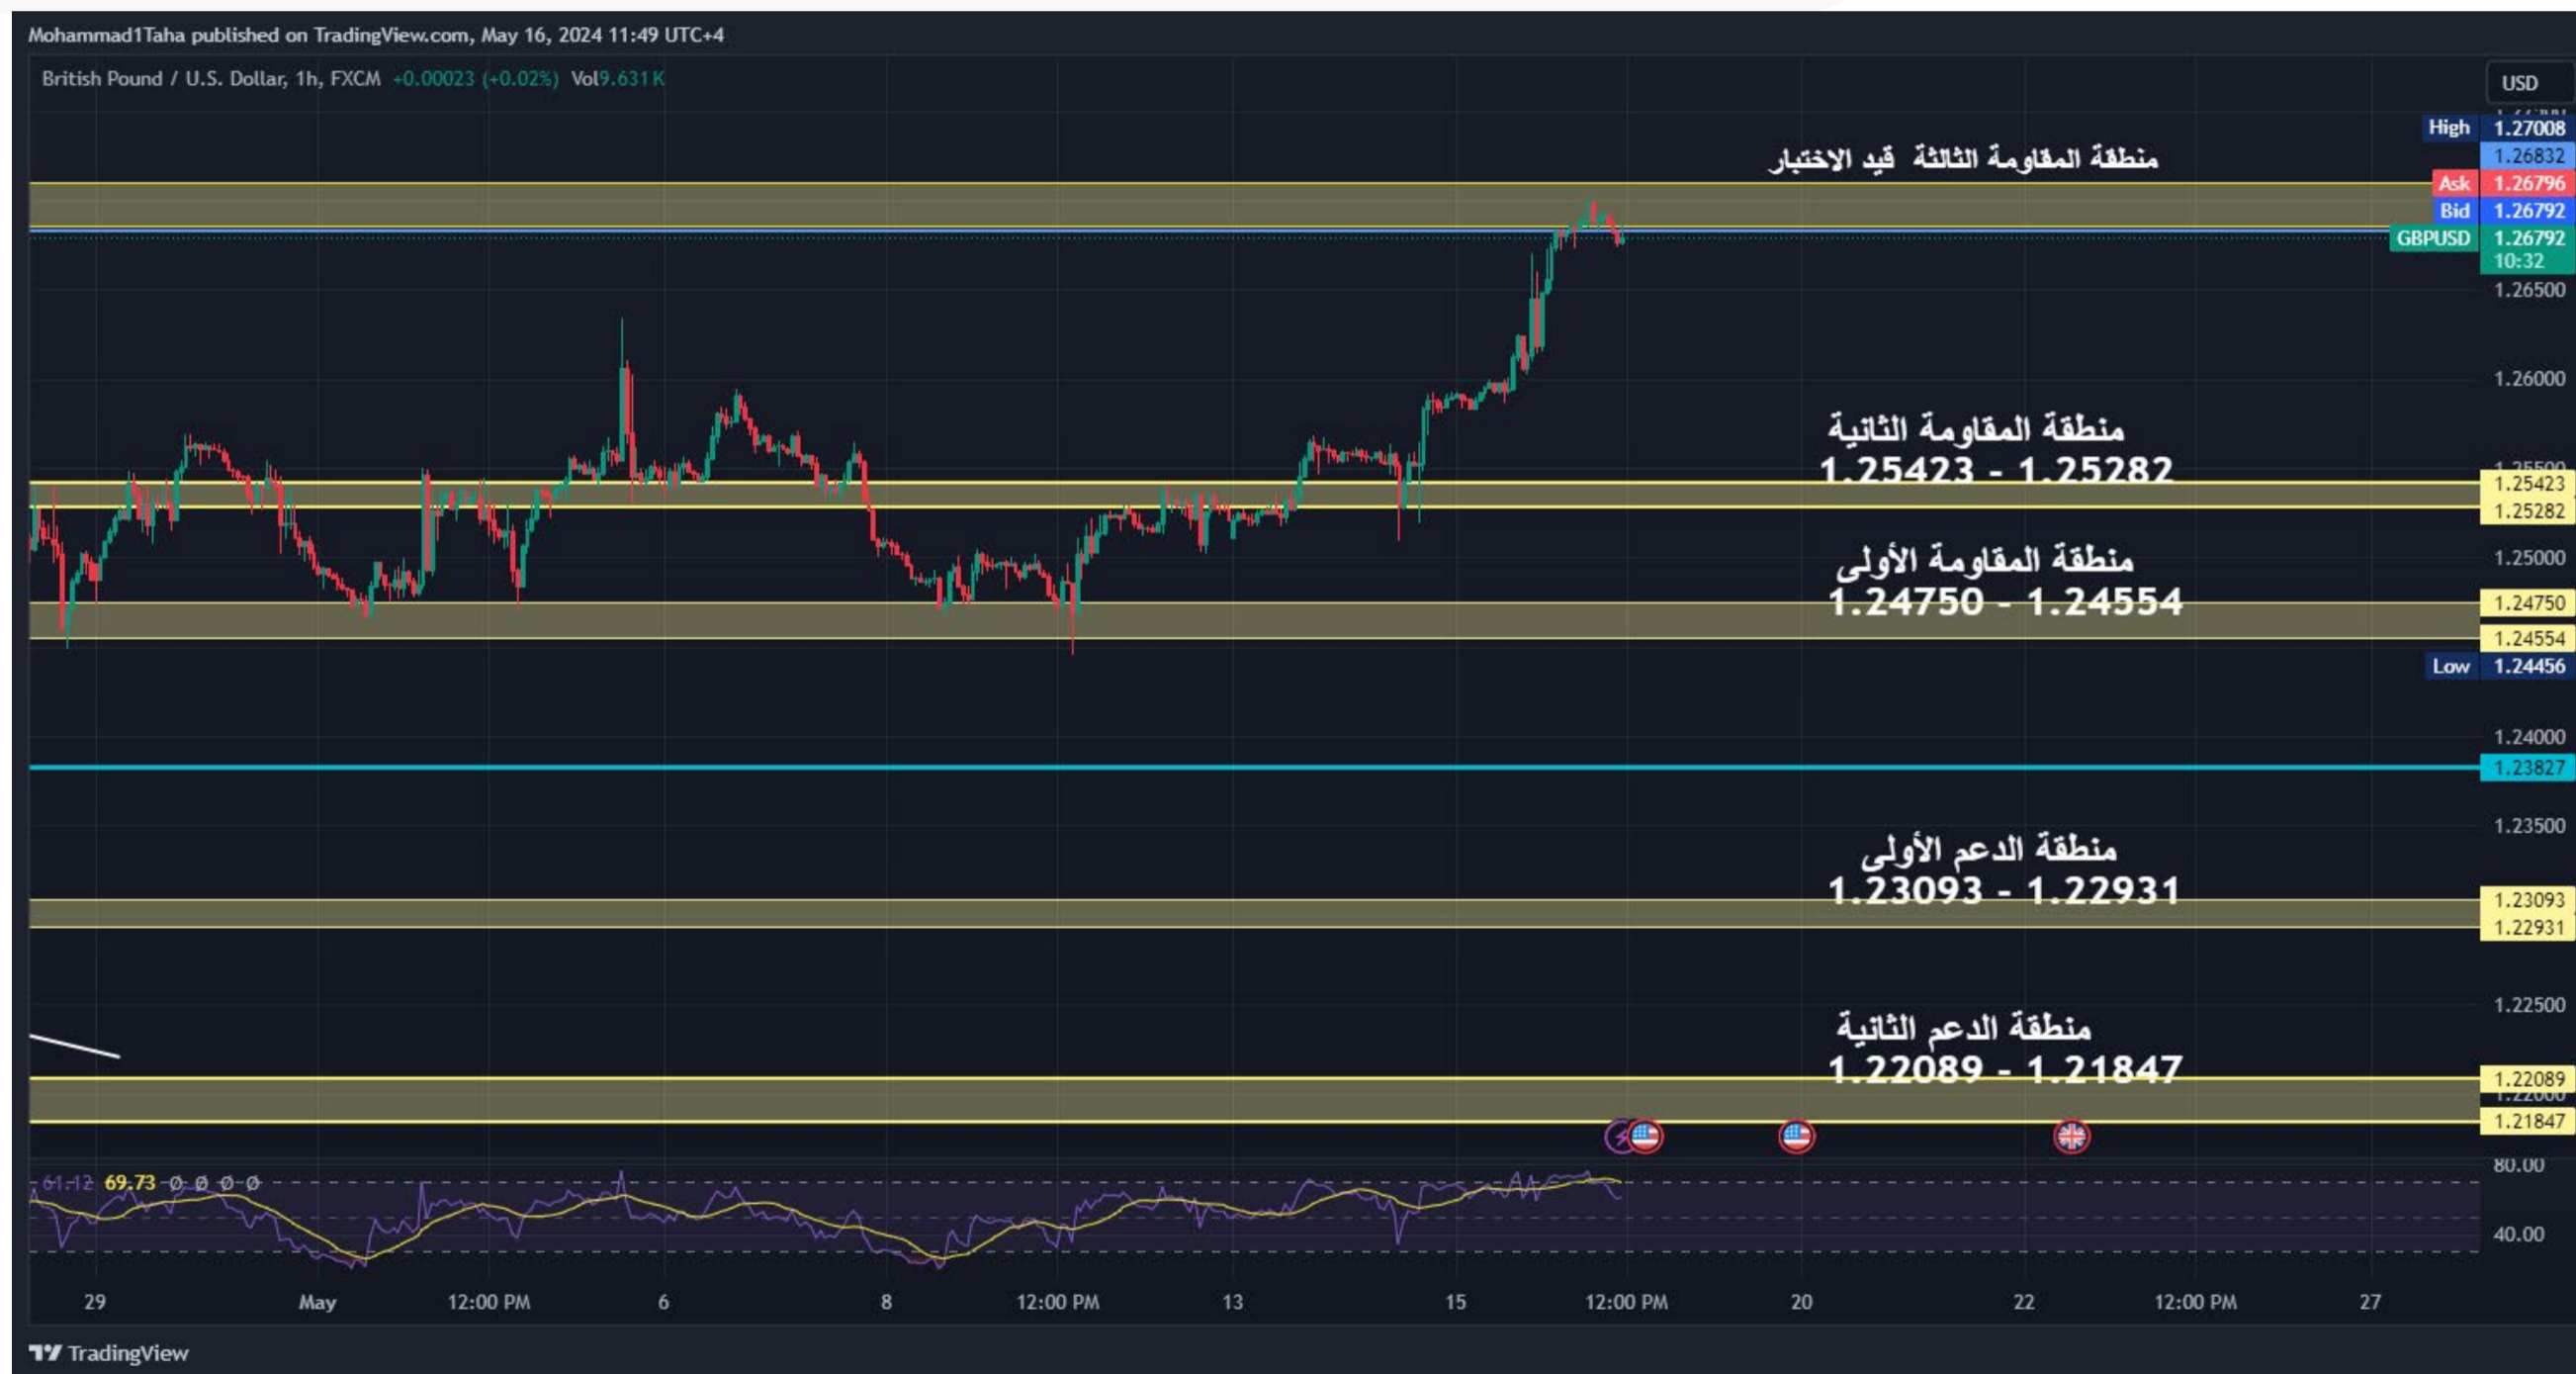 Mohammad1Taha published on TradingView.com, May 16, 2024 11:49 UTC+4
British Pound / U.S. Dollar, 1h, FXCM +0.00023 (+0.02%) Vol9.631K
USD
High 1.27008
1.26832
منطقة المقاومة الثالثة قيد الاختبار
Ask 1.26796
Bid 1.26792
GBPUSD 1.26792
10:32
1.26500
1.26000
منطقة المقاومة الثانية
1.25423 - 1.25282
1.25500
1.25423
1.25282
1.25000
منطقة المقاومة الأولى
1.24750 - 1.24554
1.24750
1.24554
Low 1.24456
1.24000
1.23827
1.23500
منطقة الدعم الأولى
1.23093 - 1.22931
1.23093
1.22931
1.22500
منطقة الدعم الثانية
1.22089 - 1.21847
1.22089
1.22000
1.21847
80.00
61.12 69.73 Ø Ø Ø Ø
40.00
29 May 12:00 PM 6 8 12:00 PM 13 15 12:00 PM 20 22 12:00 PM 27
TradingView